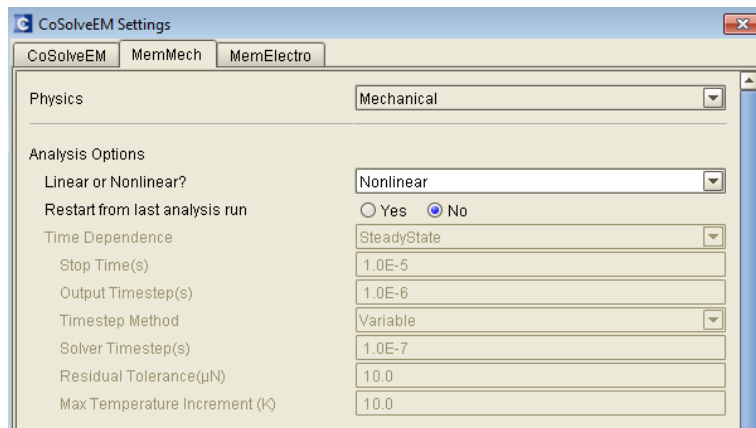 CoSolveEM Settings
CoSolveEM MemMech MemElectro
Physics Mechanical
Analysis Options
Linear or Nonlinear? Nonlinear
Restart from last analysis run Yes No
Time Dependence SteadyState
Stop Time(s) 1.0E-5
Output Timestep(s) 1.0E-6
Timestep Method Variable
Solver Timestep(s) 1.0E-7
Residual Tolerance(µN) 10.0
Max Temperature Increment (K) 10.0